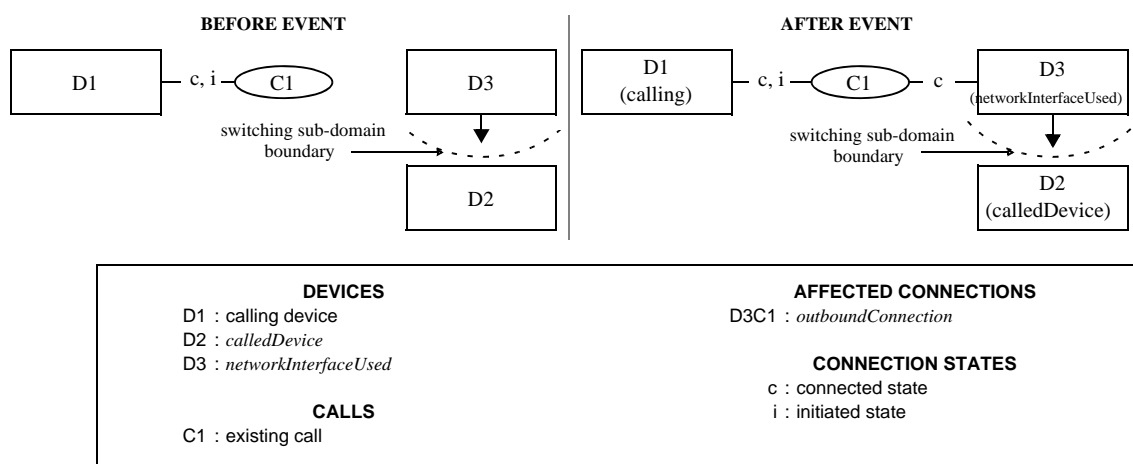 BEFORE EVENT
D1
c, i
C1
D3
switching sub-domain
boundary
D2
AFTER EVENT
D1
(calling)
c, i
C1
c
D3
(networkInterfaceUsed)
switching sub-domain
boundary
D2
(calledDevice)
DEVICES
D1 : calling device
D2 : calledDevice
D3 : networkInterfaceUsed
CALLS
C1 : existing call
AFFECTED CONNECTIONS
D3C1 : outboundConnection
CONNECTION STATES
c : connected state
i : initiated state